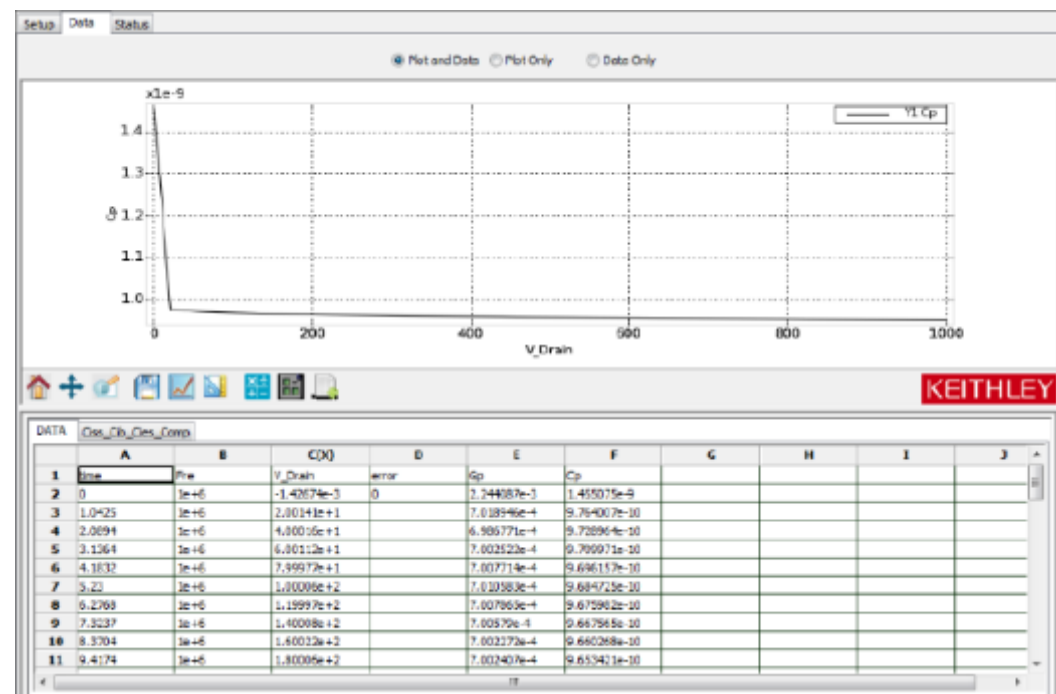 Setup Data Status
Plot and Data Plot Only Data Only
x1e-9
Y1 Cp
1.4
1.3
Cp
1.2
1.1
1.0
0 200 400 600 800 1000
V_Drain
KEITHLEY
DATA Ciss_Cib_Cies_Comp
A B C(X) D E F G H I J
1 time Fre V_Drain error Gp Cp
2 0 1e+6 -1.42674e-3 0 2.244087e-3 1.455075e-9
3 1.0425 1e+6 2.00141e+1 7.018946e-4 9.764007e-10
4 2.0894 1e+6 4.00016e+1 6.986771e-4 9.728964e-10
5 3.1364 1e+6 6.00112e+1 7.002522e-4 9.709971e-10
6 4.1832 1e+6 7.99977e+1 7.007714e-4 9.696157e-10
7 5.23 1e+6 1.00006e+2 7.010583e-4 9.684725e-10
8 6.2768 1e+6 1.19997e+2 7.007865e-4 9.675982e-10
9 7.3237 1e+6 1.40008e+2 7.00579e-4 9.667565e-10
10 8.3704 1e+6 1.60022e+2 7.002272e-4 9.660268e-10
11 9.4174 1e+6 1.80006e+2 7.002407e-4 9.653421e-10